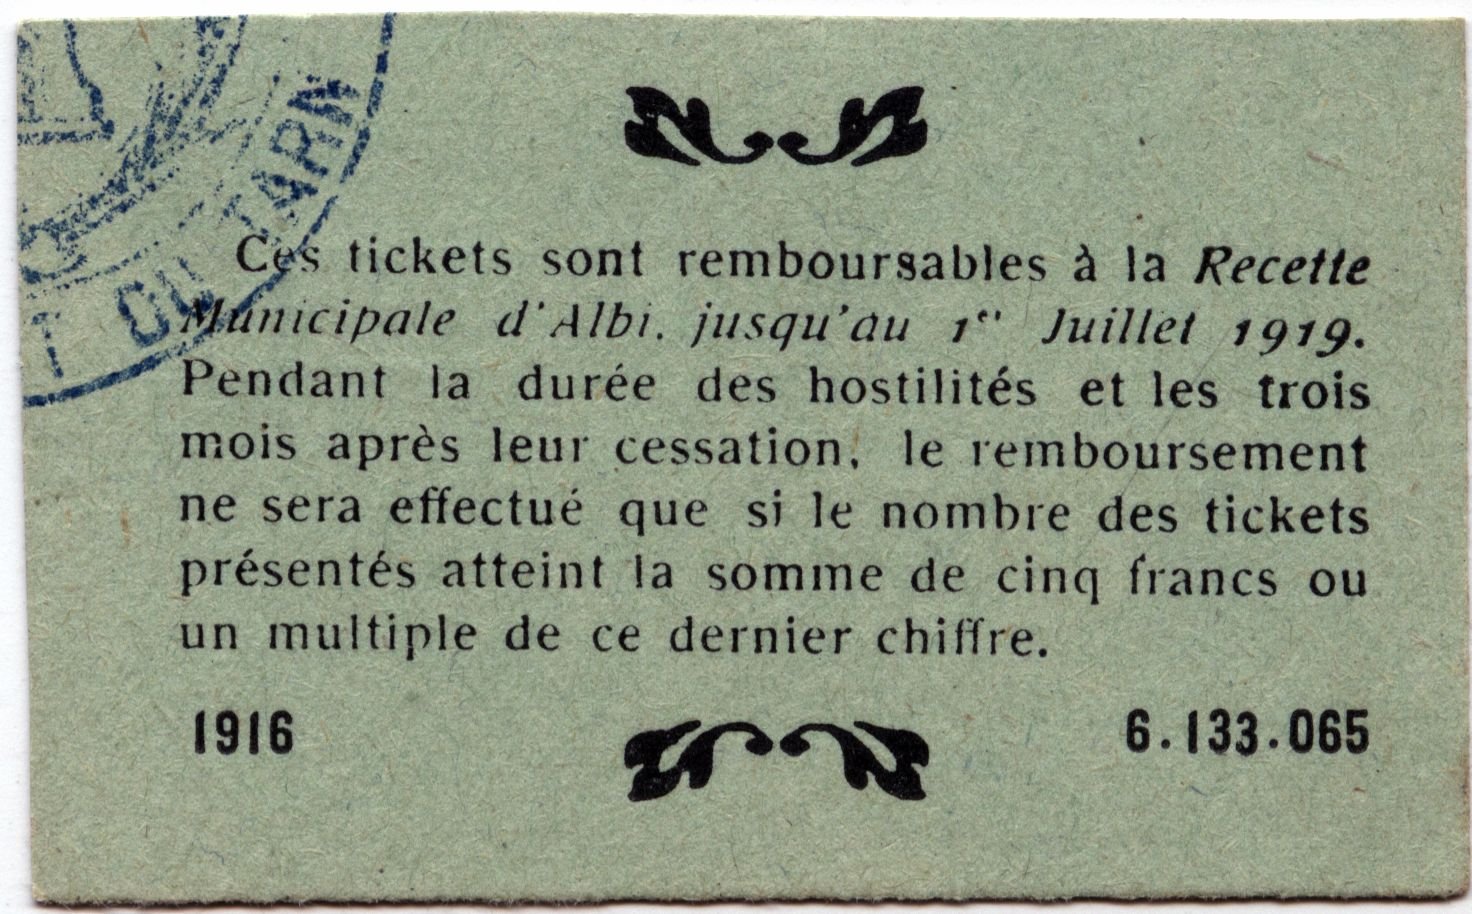 T DU TARN
Ces tickets sont remboursables à la Recette
Municipale d'Albi. jusqu'au 1er Juillet 1919.
Pendant la durée des hostilités et les trois
mois après leur cessation, le remboursement
ne sera effectué que si le nombre des tickets
présentés atteint la somme de cinq francs ou
un multiple de ce dernier chiffre.
1916
6.133.065